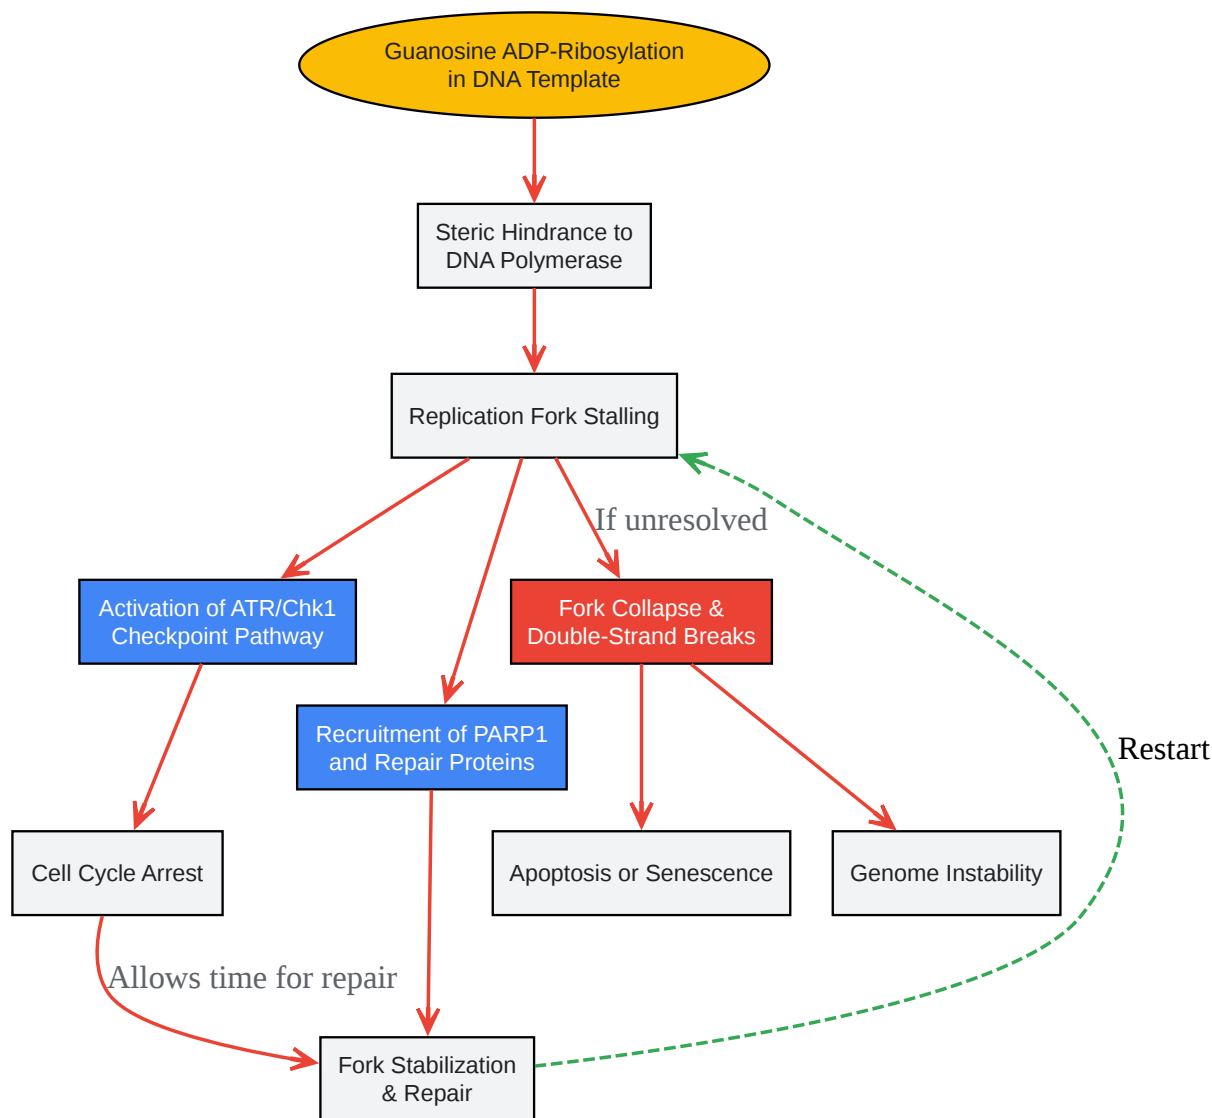 Guanosine ADP-Ribosylation
in DNA Template
Steric Hindrance to
DNA Polymerase
Replication Fork Stalling
If unresolved
Activation of ATR/Chk1
Checkpoint Pathway
Fork Collapse &
Double-Strand Breaks
Recruitment of PARP1
and Repair Proteins
Restart
Cell Cycle Arrest
Apoptosis or Senescence
Genome Instability
Allows time for repair
Fork Stabilization
& Repair